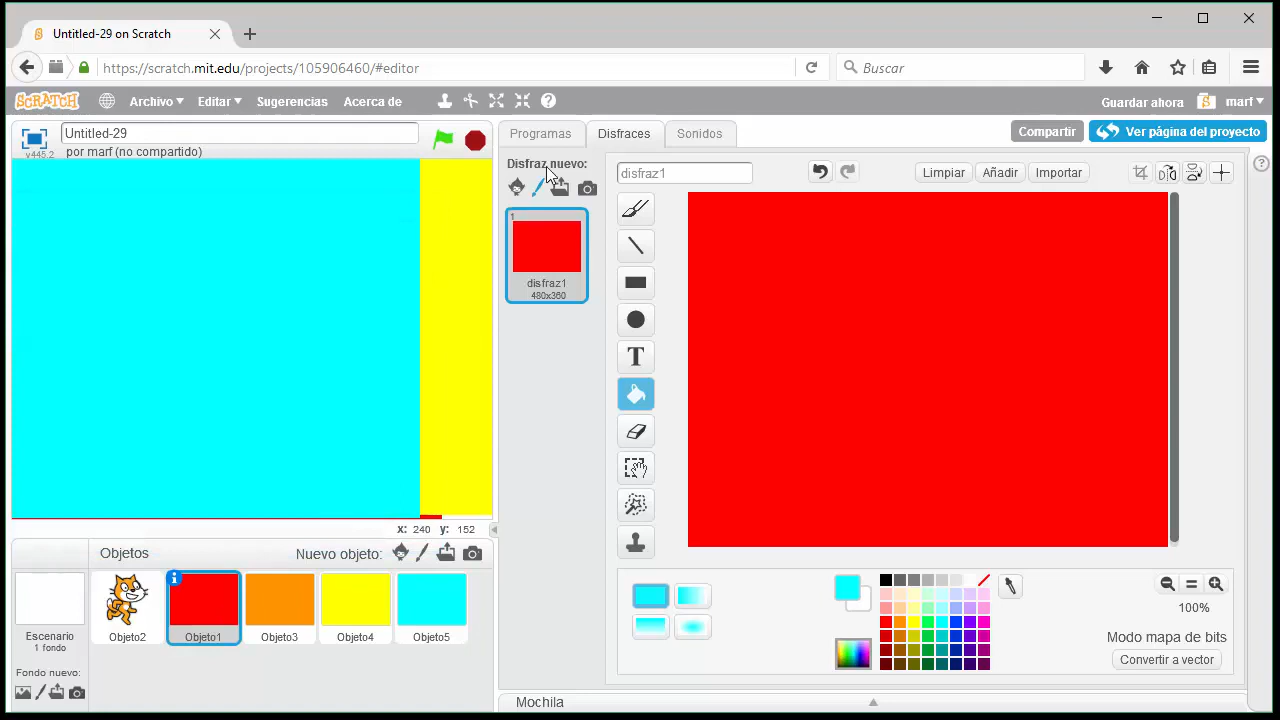 Untitled-29 on Scratch
https://scratch.mit.edu/projects/105906460/#editor
Buscar
SCRATCH
Archivo
Editar
Sugerencias
Acerca de
Guardar ahora
marf
Untitled-29
por marf (no compartido)
v445.2
Programas
Disfraces
Sonidos
Compartir
Ver página del proyecto
Disfraz nuevo:
disfraz1
Limpiar
Añadir
Importar
1
disfraz1
480x360
T
x: 240 y: 152
Objetos
Nuevo objeto:
Escenario
1 fondo
Fondo nuevo:
Objeto2
Objeto1
Objeto3
Objeto4
Objeto5
100%
Modo mapa de bits
Convertir a vector
Mochila